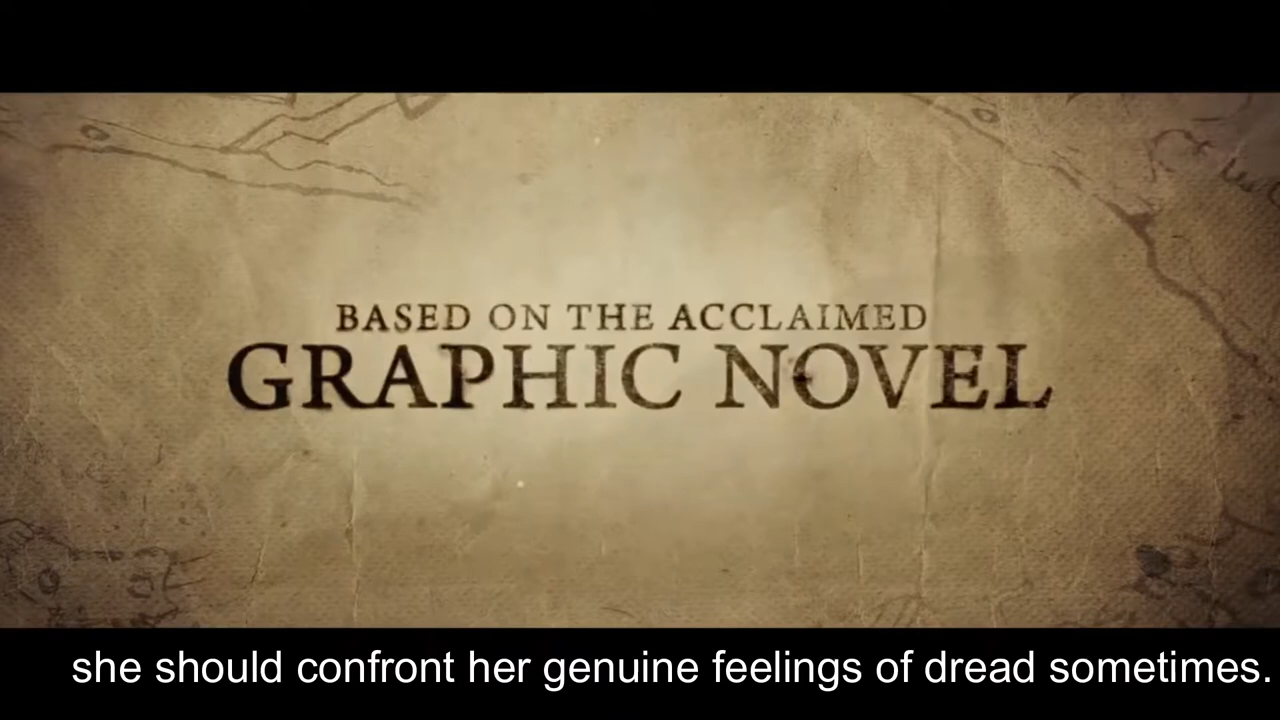 BASED ON THE ACCLAIMED
GRAPHIC NOVEL
she should confront her genuine feelings of dread sometimes.